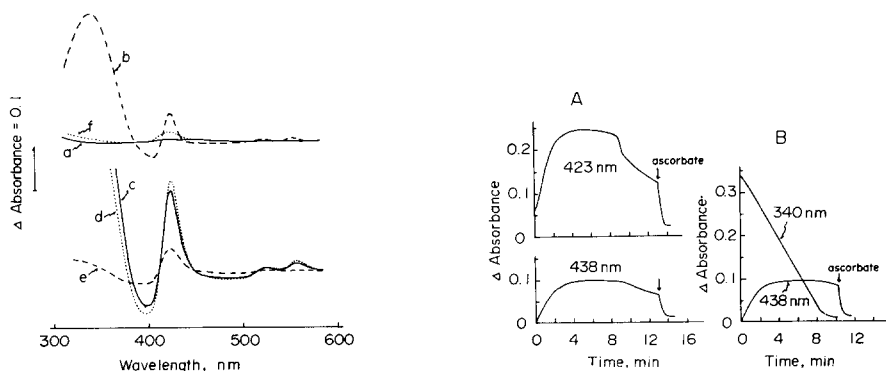 Δ Absorbance = 0.1
b
f
a
c
d
e
300 400 500 600
Wavelength, nm
A
Δ Absorbance
0.2
0.1
0
423 nm
ascorbate
0.1
0
438 nm
0 4 8 12 16
Time, min
B
Δ Absorbance
0.3
0.2
0.1
0
340 nm
ascorbate
438 nm
0 4 8 12
Time, min